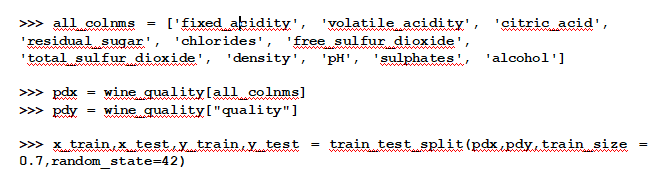 >>> all_colnms = ['fixed_acidity', 'volatile_acidity', 'citric_acid',
'residual_sugar', 'chlorides', 'free_sulfur_dioxide',
'total_sulfur_dioxide', 'density', 'pH', 'sulphates', 'alcohol']
>>> pdx = wine_quality[all_colnms]
>>> pdy = wine_quality["quality"]
>>> x_train,x_test,y_train,y_test = train_test_split(pdx,pdy,train_size =
0.7,random_state=42)